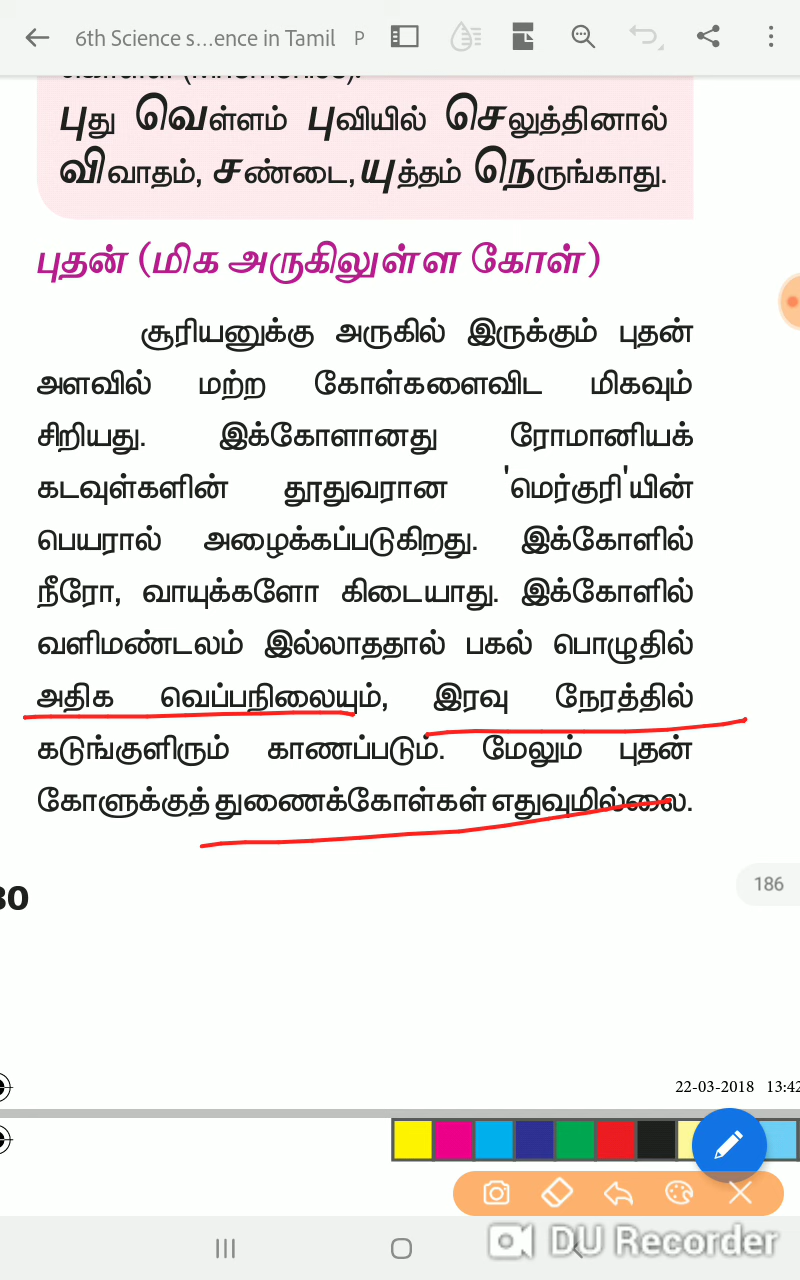 6th Science s...ence in Tamil P
புது வெள்ளம் புவியில் செலுத்தினால்
விவாதம், சண்டை, யுத்தம் நெருங்காது.
புதன் (மிக அருகிலுள்ள கோள்)
சூரியனுக்கு அருகில் இருக்கும் புதன்
அளவில் மற்ற கோள்களைவிட மிகவும்
சிறியது. இக்கோளானது ரோமானியக்
கடவுள்களின் தூதுவரான 'மெர்குரி'யின்
பெயரால் அழைக்கப்படுகிறது. இக்கோளில்
நீரோ, வாயுக்களோ கிடையாது. இக்கோளில்
வளிமண்டலம் இல்லாததால் பகல் பொழுதில்
அதிக வெப்பநிலையும், இரவு நேரத்தில்
கடுங்குளிரும் காணப்படும். மேலும் புதன்
கோளுக்குத் துணைக்கோள்கள் எதுவுமில்லை.
186
30
22-03-2018 13:42
DU Recorder